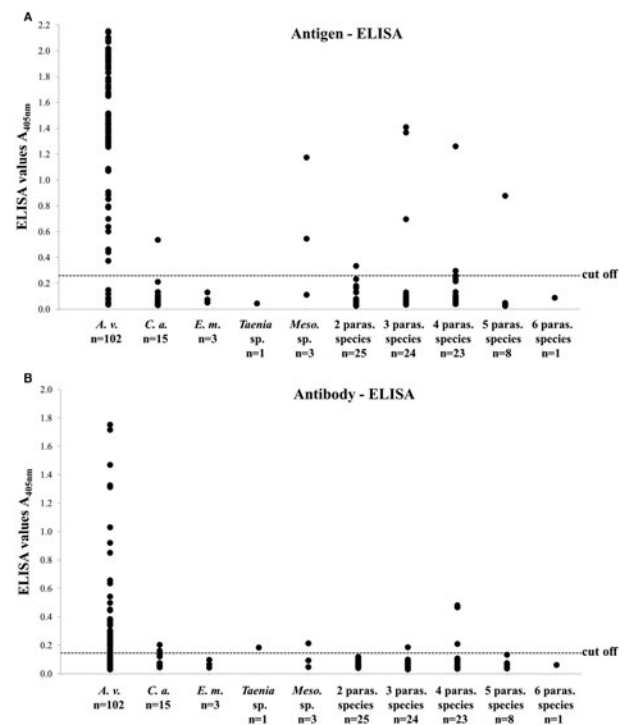 A
Antigen - ELISA
ELISA values A405nm
2.2
2.0
1.8
1.6
1.4
1.2
1.0
0.8
0.6
0.4
0.2
0.0
cut off
A. v. C. a. E. m. Taenia Meso. 2 paras. 3 paras. 4 paras. 5 paras. 6 paras.
n=102 n=15 n=3 sp. sp. species species species species species
n=1 n=3 n=25 n=24 n=23 n=8 n=1
B
Antibody - ELISA
ELISA values A405nm
2.0
1.8
1.6
1.4
1.2
1.0
0.8
0.6
0.4
0.2
0.0
cut off
A. v. C. a. E. m. Taenia Meso. 2 paras. 3 paras. 4 paras. 5 paras. 6 paras.
n=102 n=15 n=3 sp. sp. species species species species species
n=1 n=3 n=25 n=24 n=23 n=8 n=1